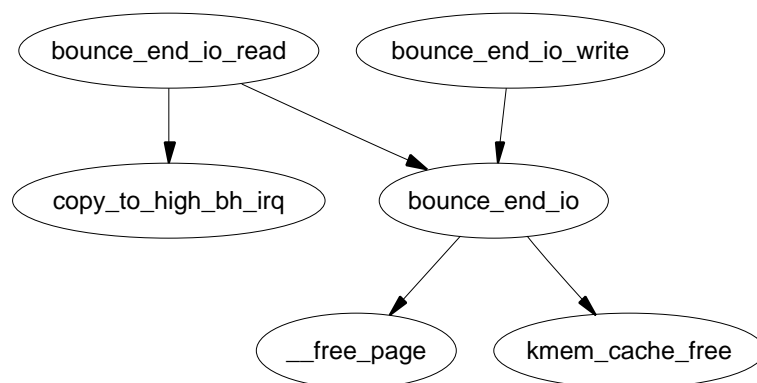 bounce_end_io_read
bounce_end_io_write
copy_to_high_bh_irq
bounce_end_io
__free_page
kmem_cache_free